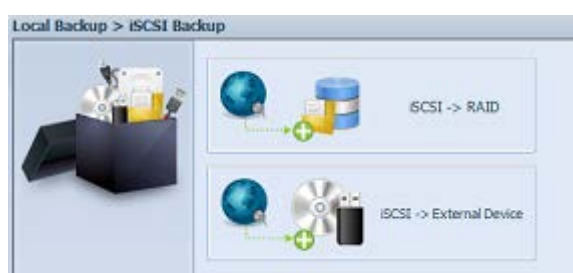 Local Backup > iSCSI Backup
iSCSI -> RAID
iSCSI -> External Device